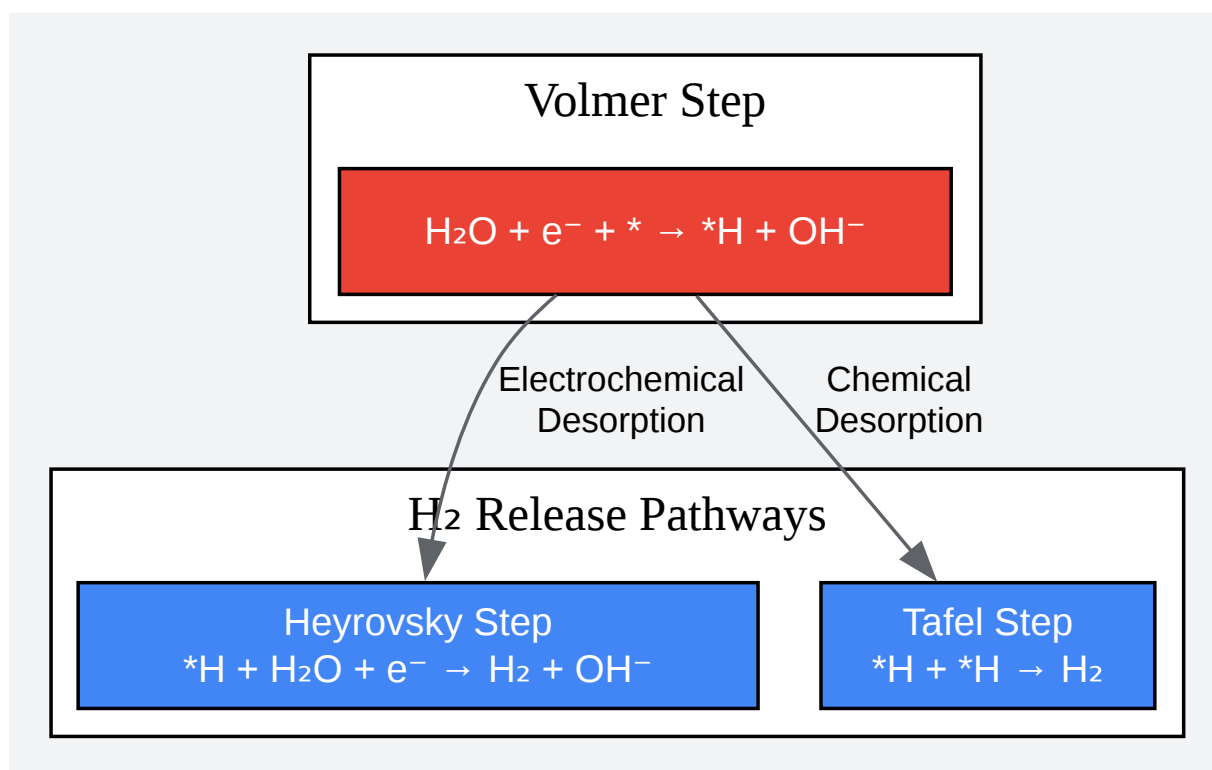 Volmer Step
H₂O + e⁻ + * → *H + OH⁻
Electrochemical
Desorption
Chemical
Desorption
H₂ Release Pathways
Heyrovsky Step
*H + H₂O + e⁻ → H₂ + OH⁻
Tafel Step
*H + *H → H₂